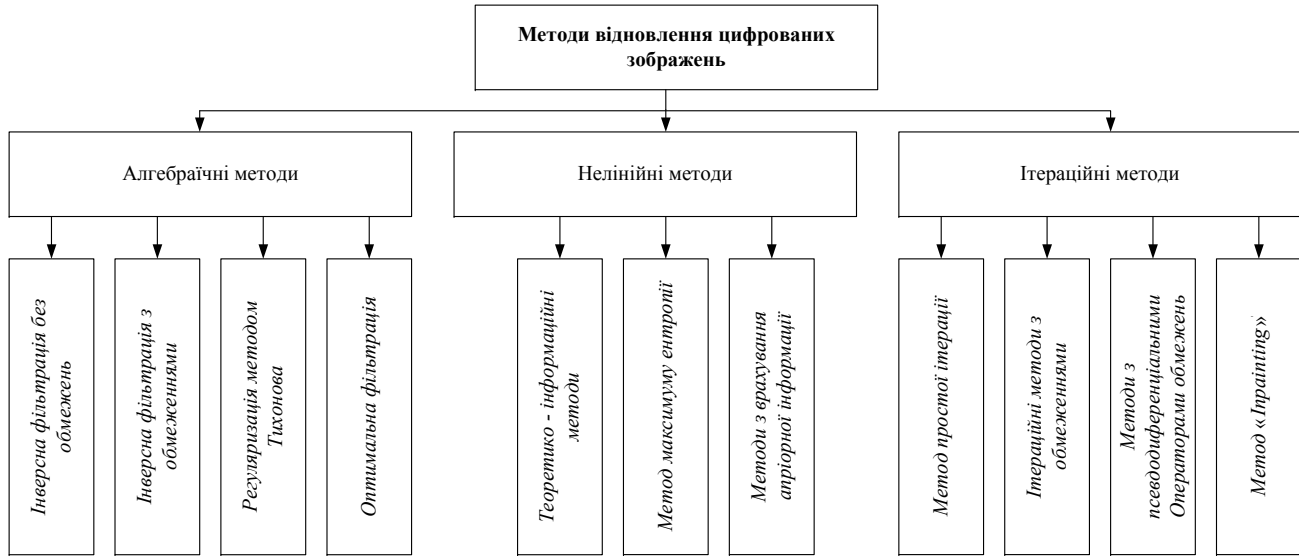 Методи відновлення цифрованих
зображень
Алгебраїчні методи
Нелінійні методи
Ітераційні методи
Інверсна фільтрація без
обмежень
Інверсна фільтрація з
обмеженнями
Регуляризація методом
Тихонова
Оптимальна фільтрація
Теоретико - інформаційні
методи
Метод максимуму ентропії
Методи з врахування
апріорної інформації
Метод простої ітерації
Ітераційні методи з
обмеженнями
Методи з
псевдодиференціальними
Операторами обмежень
Метод «Inpainting»